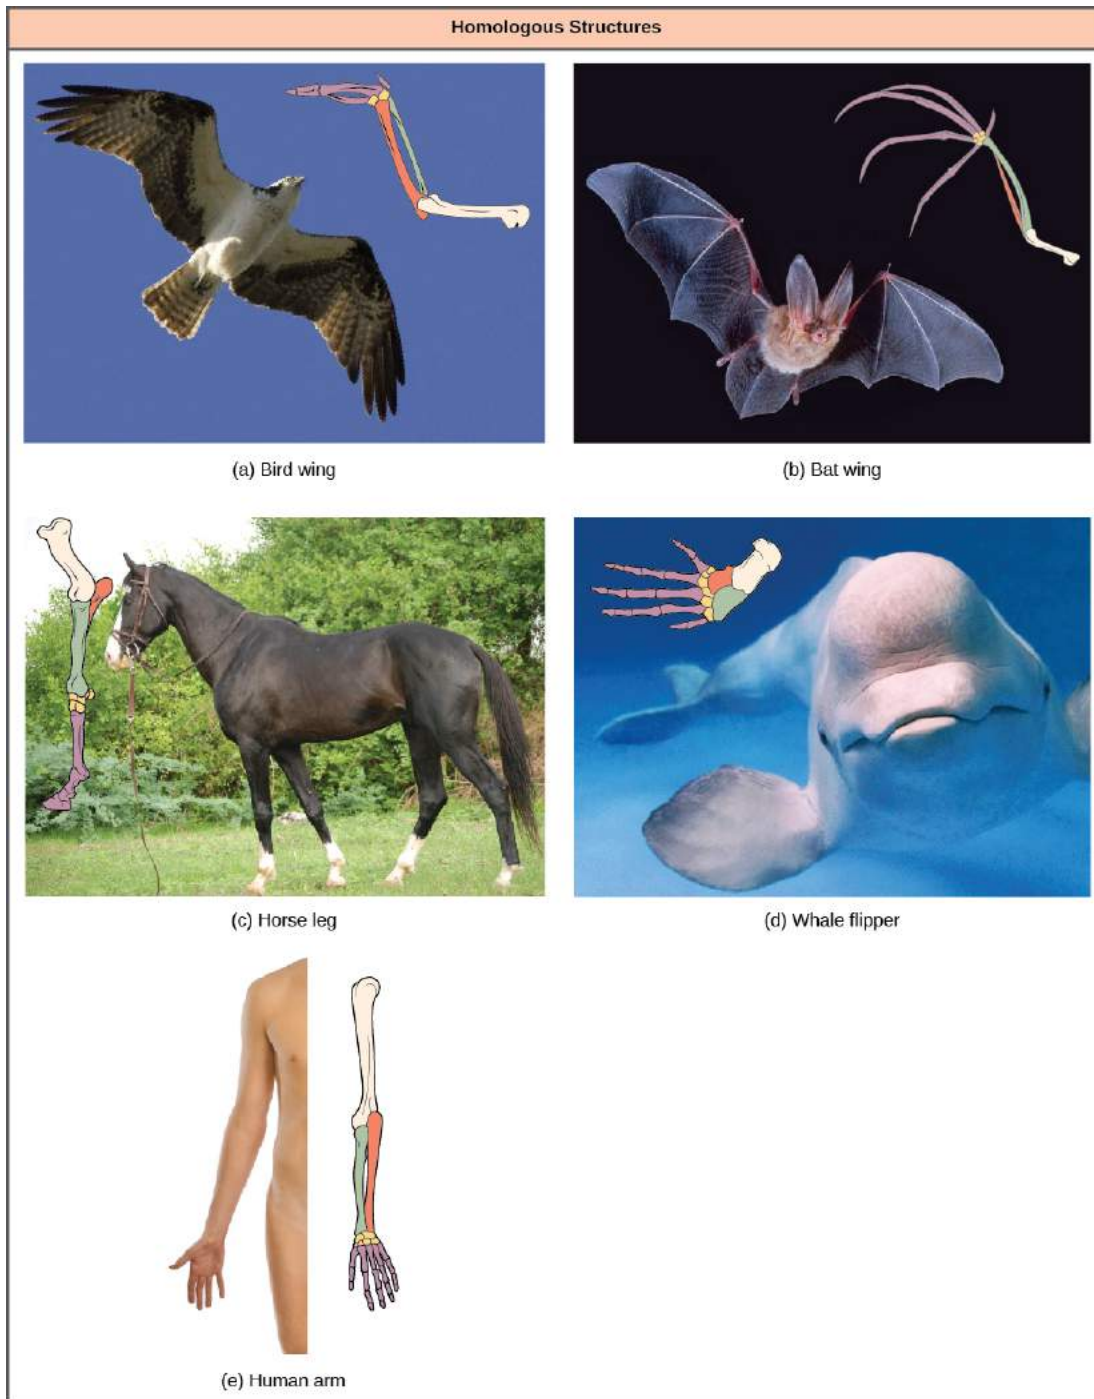 Homologous Structures
(a) Bird wing
(b) Bat wing
(c) Horse leg
(d) Whale flipper
(e) Human arm